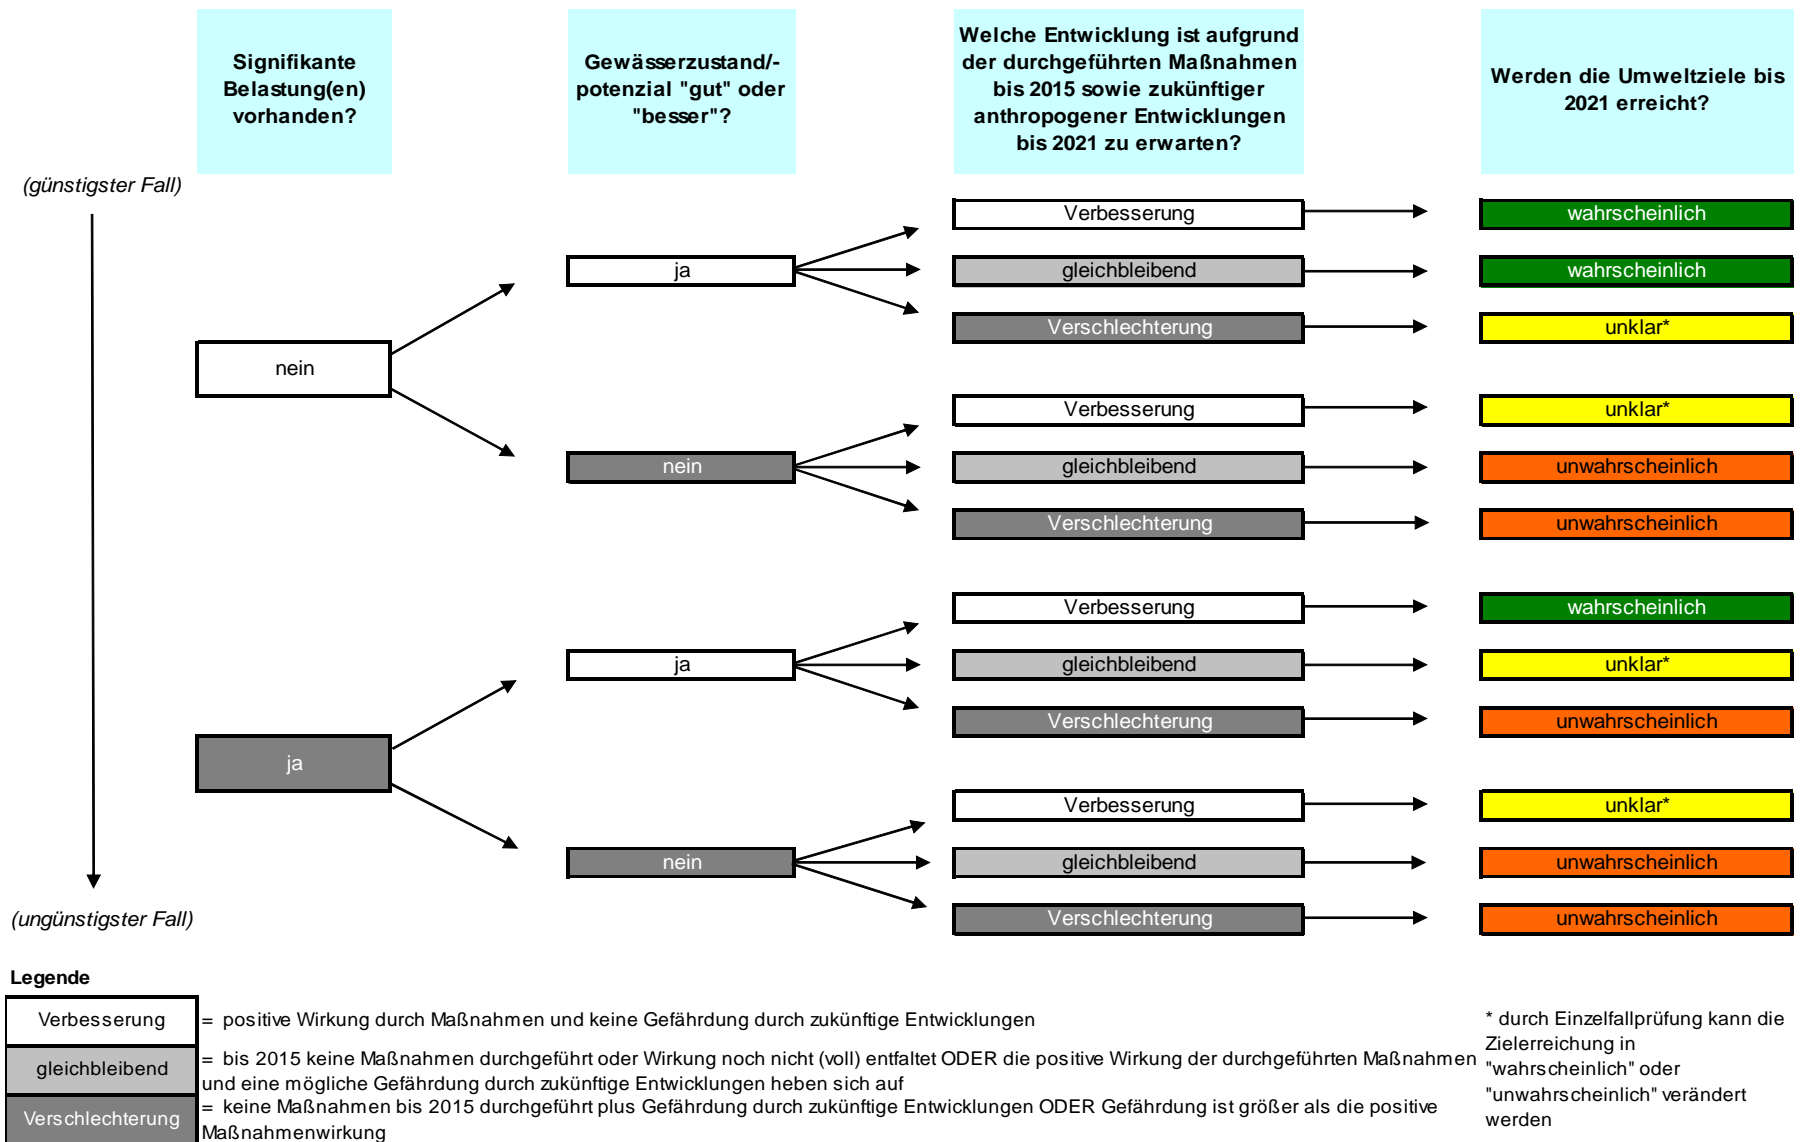 Signifikante
Belastung(en)
vorhanden?
Gewässerzustand/-
potenzial "gut" oder
"besser"?
Welche Entwicklung ist aufgrund
der durchgeführten Maßnahmen
bis 2015 sowie zukünftiger
anthropogener Entwicklungen
bis 2021 zu erwarten?
Werden die Umweltziele bis
2021 erreicht?
(günstigster Fall)
Verbesserung
wahrscheinlich
ja
gleichbleibend
wahrscheinlich
Verschlechterung
unklar*
nein
Verbesserung
unklar*
nein
gleichbleibend
unwahrscheinlich
Verschlechterung
unwahrscheinlich
Verbesserung
wahrscheinlich
ja
gleichbleibend
unklar*
Verschlechterung
unwahrscheinlich
ja
Verbesserung
unklar*
nein
gleichbleibend
unwahrscheinlich
Verschlechterung
unwahrscheinlich
(ungünstigster Fall)
Legende
Verbesserung
= positive Wirkung durch Maßnahmen und keine Gefährdung durch zukünftige Entwicklungen
gleichbleibend
= bis 2015 keine Maßnahmen durchgeführt oder Wirkung noch nicht (voll) entfaltet ODER die positive Wirkung der durchgeführten Maßnahmen
und eine mögliche Gefährdung durch zukünftige Entwicklungen heben sich auf
Verschlechterung
= keine Maßnahmen bis 2015 durchgeführt plus Gefährdung durch zukünftige Entwicklungen ODER Gefährdung ist größer als die positive
Maßnahmenwirkung
* durch Einzelfallprüfung kann die
Zielerreichung in
"wahrscheinlich" oder
"unwahrscheinlich" verändert
werden